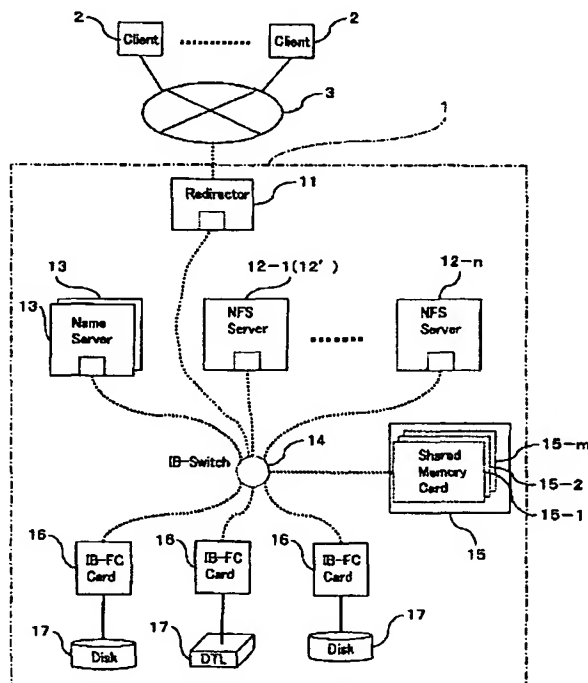 2
2
Client
Client
3
1
Redirector
11
13
12-1(12')
12-n
13
Name
Server
NFS
Server
NFS
Server
14
IB-Switch
15-m
Shared
Memory
Card
15-2
15-1
15
16
IB-FC
Card
16
IB-FC
Card
16
IB-FC
Card
17
Disk
17
DTL
17
Disk